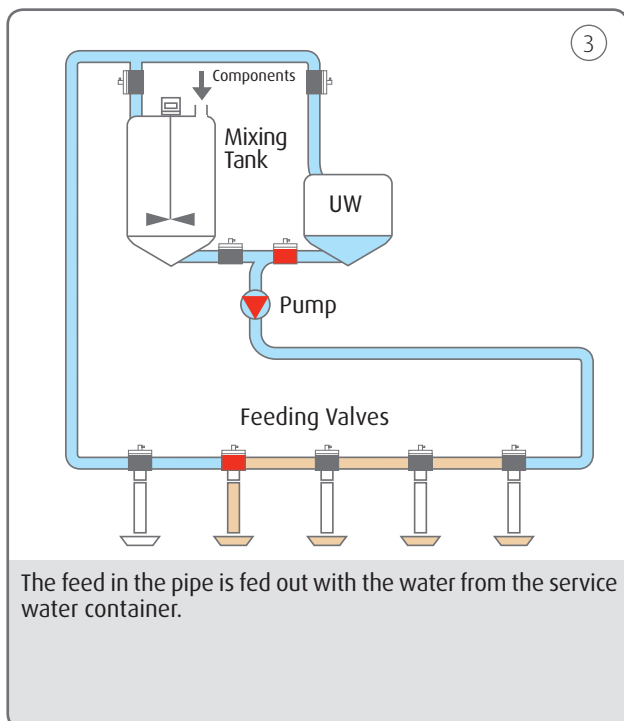 3
Components
Mixing
Tank
UW
Pump
Feeding Valves
The feed in the pipe is fed out with the water from the service
water container.